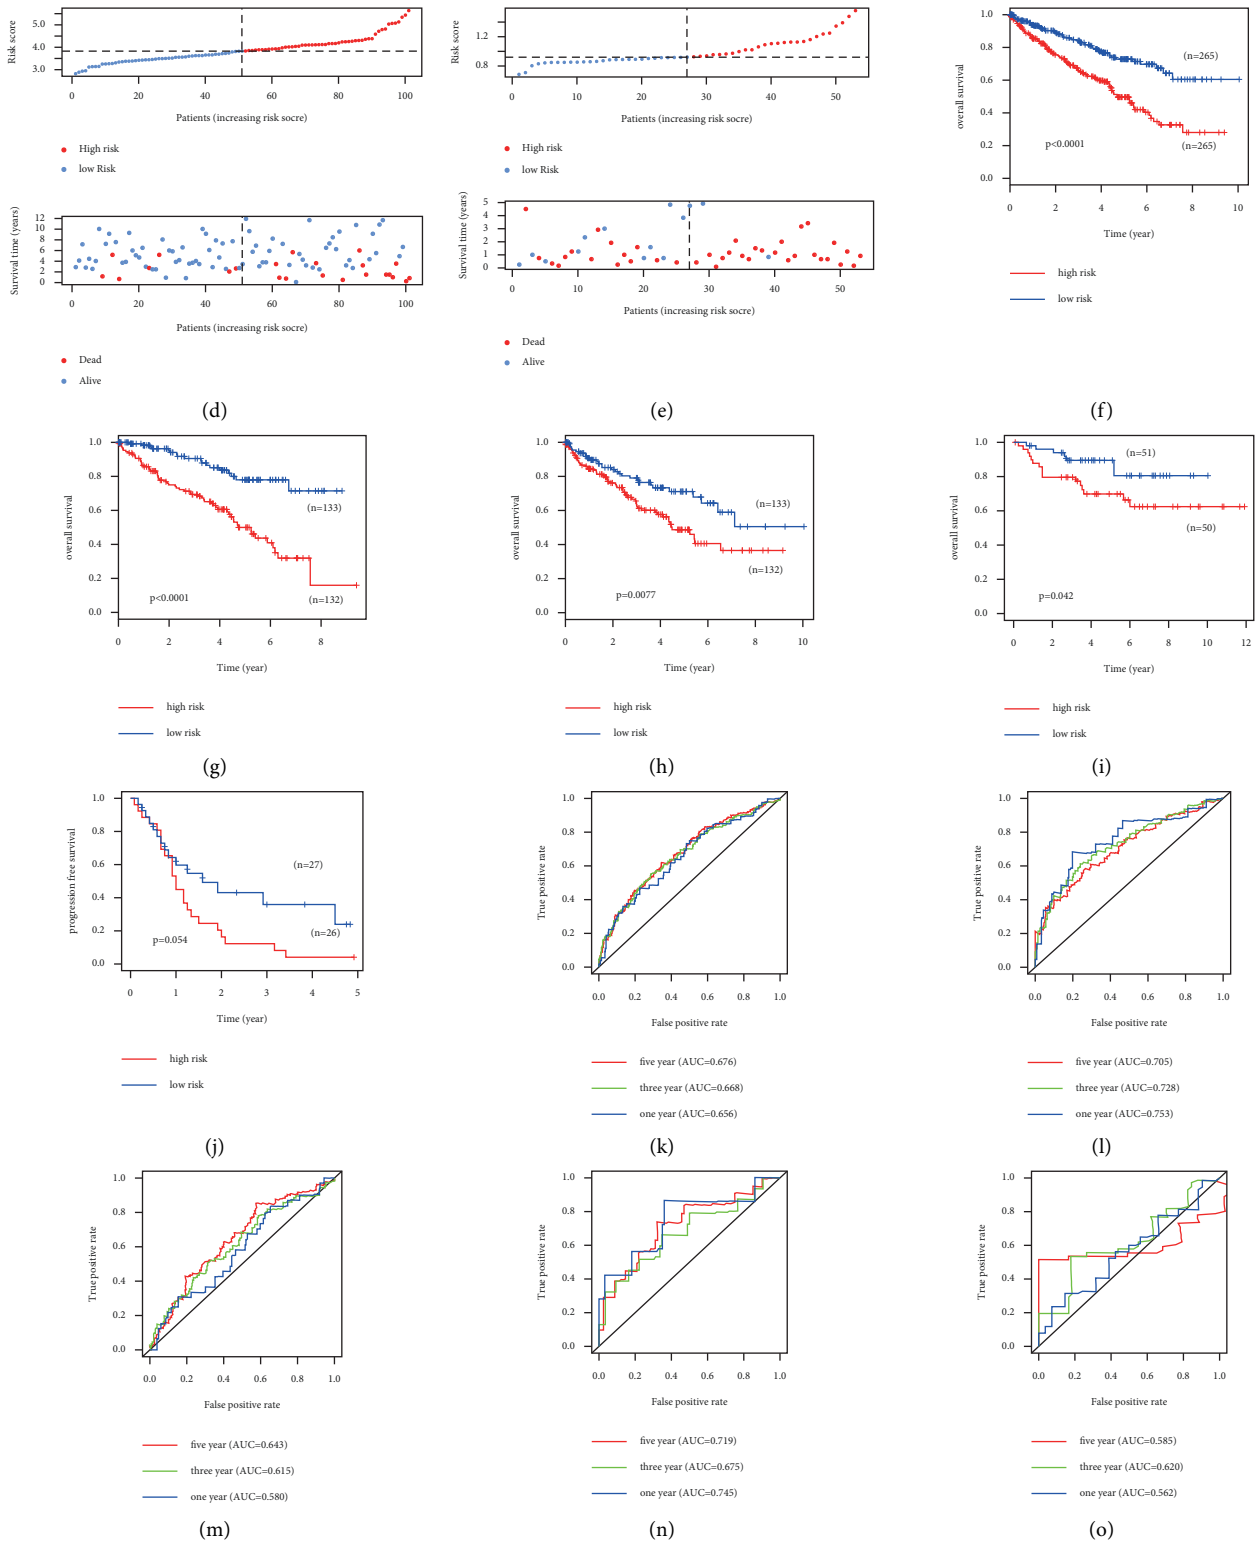 Risk score
5.0
4.0
3.0
0 20 40 60 80 100
Patients (increasing risk socre)
High risk
low Risk
Survival time (years)
12
10
8
6
4
2
0
0 20 40 60 80 100
Patients (increasing risk socre)
Dead
Alive
(d)
Risk score
1.2
0.8
0 10 20 30 40 50
Patients (increasing risk socre)
High risk
low Risk
Survival time (years)
5
4
3
2
1
0
0 10 20 30 40 50
Patients (increasing risk score)
Dead
Alive
(e)
overall survival
1.0
0.8
0.6
0.4
0.2
0.0
(n=265)
p<0.0001
(n=265)
0 2 4 6 8 10
Time (year)
high risk
low risk
(f)
overall survival
1.0
0.8
0.6
0.4
0.2
0.0
(n=133)
p<0.0001
(n=132)
0 2 4 6 8
Time (year)
high risk
low risk
(g)
overall survival
1.0
0.8
0.6
0.4
0.2
0.0
(n=133)
(n=132)
p=0.0077
0 2 4 6 8 10
Time (year)
high risk
low risk
(h)
overall survival
1.0
0.8
0.6
0.4
0.2
0.0
(n=51)
(n=50)
p=0.042
0 2 4 6 8 10 12
Time (year)
high risk
low risk
(i)
progression free survival
1.0
0.8
0.6
0.4
0.2
0.0
(n=27)
(n=26)
p=0.054
0 1 2 3 4 5
Time (year)
high risk
low risk
(j)
True positive rate
1.0
0.8
0.6
0.4
0.2
0.0
0.0 0.2 0.4 0.6 0.8 1.0
False positive rate
five year (AUC=0.676)
three year (AUC=0.668)
one year (AUC=0.656)
(k)
True positive rate
1.0
0.8
0.6
0.4
0.2
0.0
0.0 0.2 0.4 0.6 0.8 1.0
False positive rate
five year (AUC=0.705)
three year (AUC=0.728)
one year (AUC=0.753)
(l)
True positive rate
1.0
0.8
0.6
0.4
0.2
0.0
0.0 0.2 0.4 0.6 0.8 1.0
False positive rate
five year (AUC=0.643)
three year (AUC=0.615)
one year (AUC=0.580)
(m)
True positive rate
1.0
0.8
0.6
0.4
0.2
0.0
0.0 0.2 0.4 0.6 0.8 1.0
False positive rate
five year (AUC=0.719)
three year (AUC=0.675)
one year (AUC=0.745)
(n)
True positive rate
1.0
0.8
0.6
0.4
0.2
0.0
0.0 0.2 0.4 0.6 0.8 1.0
False positive rate
five year (AUC=0.585)
three year (AUC=0.620)
one year (AUC=0.562)
(o)